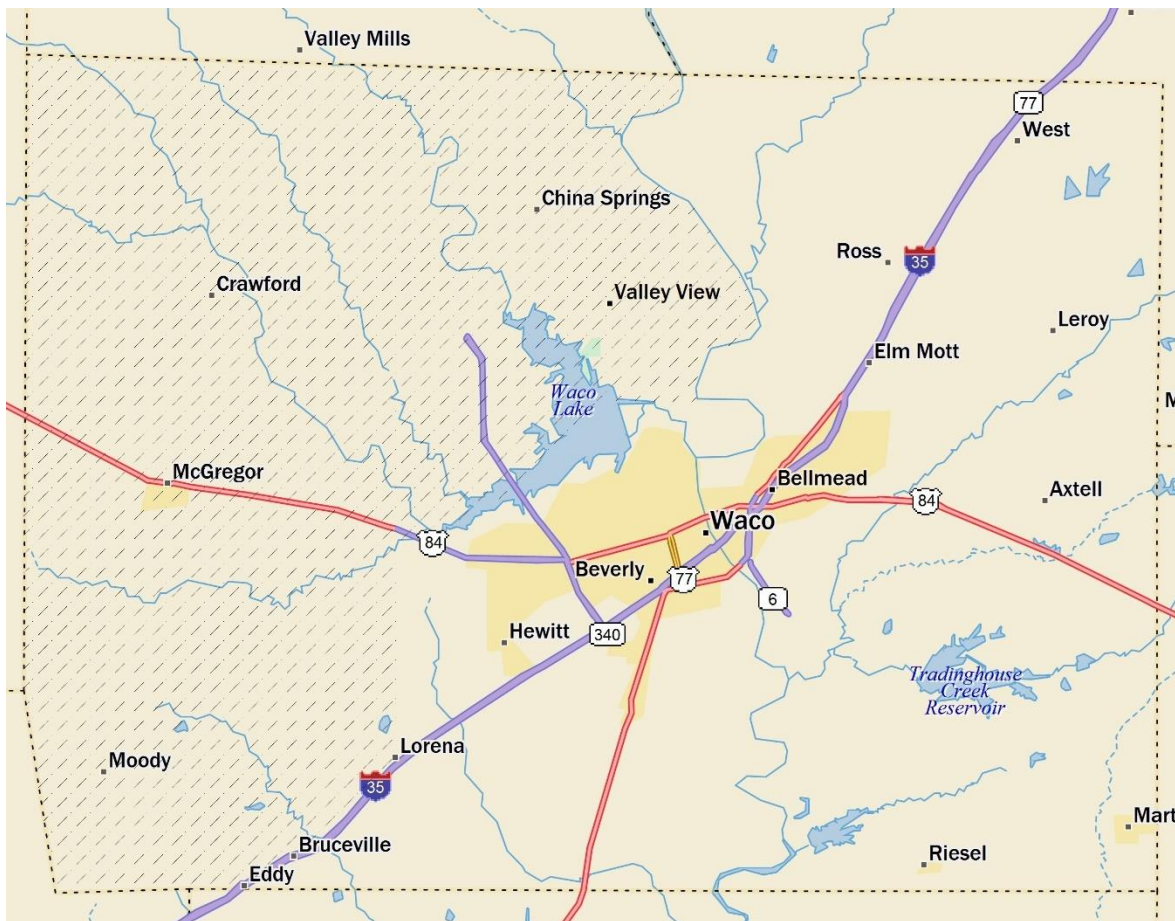 Valley Mills
77
West
China Springs
Ross
35
Crawford
Valley View
Leroy
Elm Mott
Waco
Lake
M
McGregor
Bellmead
84
Axtell
Waco
84
Beverly
77
6
Hewitt
340
Tradinghouse
Creek
Reservoir
Lorena
Moody
35
Mart
Bruceville
Riesel
Eddy